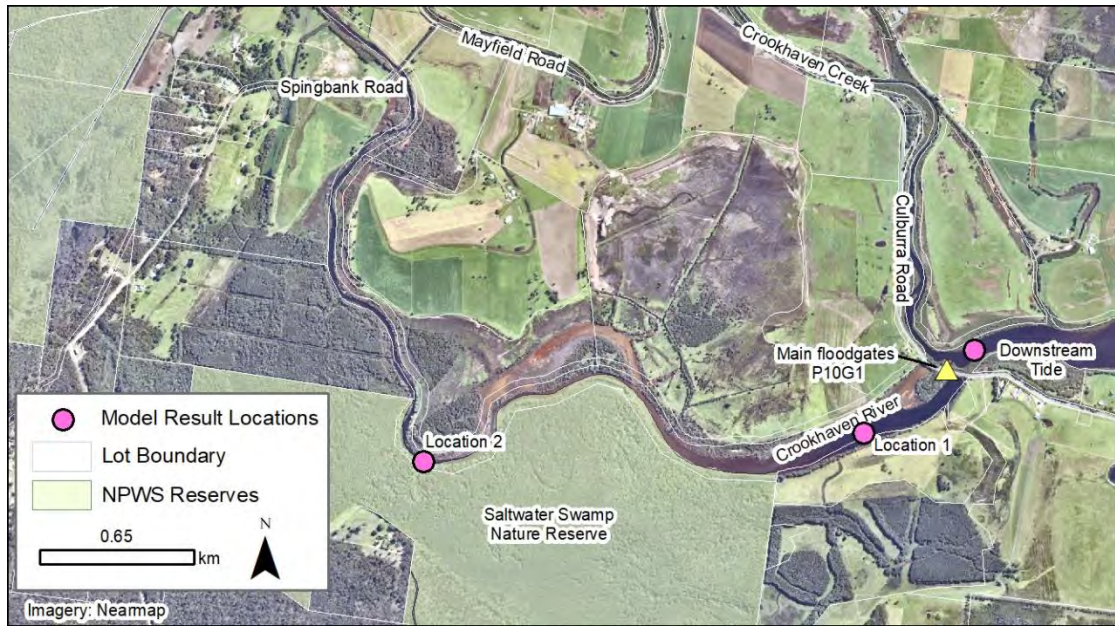 Mayfield Road
Crookhaven Creek
Spingbank Road
Culburra Road
Main floodgates
P10G1
Downstream
Tide
Crookhaven River
Location 1
Location 2
Saltwater Swamp
Nature Reserve
Model Result Locations
Lot Boundary
NPWS Reserves
0.65
km
N
Imagery: Nearmap